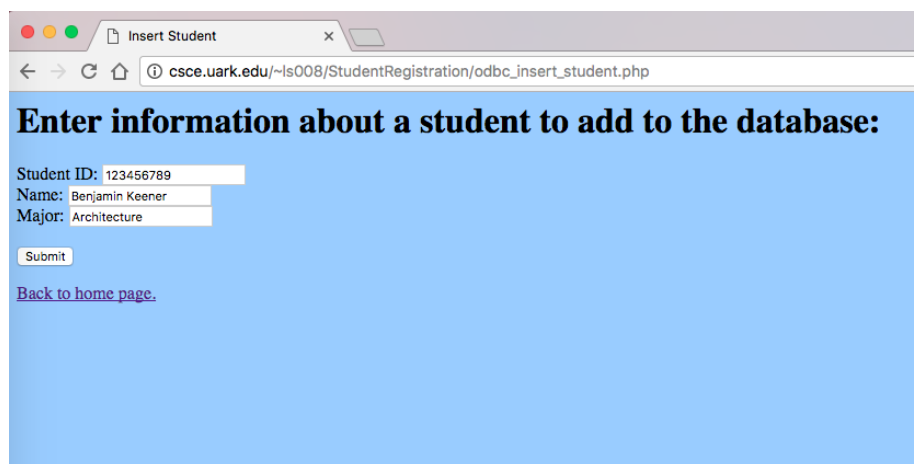 Insert Student
csce.uark.edu/~ls008/StudentRegistration/odbc_insert_student.php
Enter information about a student to add to the database:
Student ID: 123456789
Name: Benjamin Keener
Major: Architecture
Submit
Back to home page.